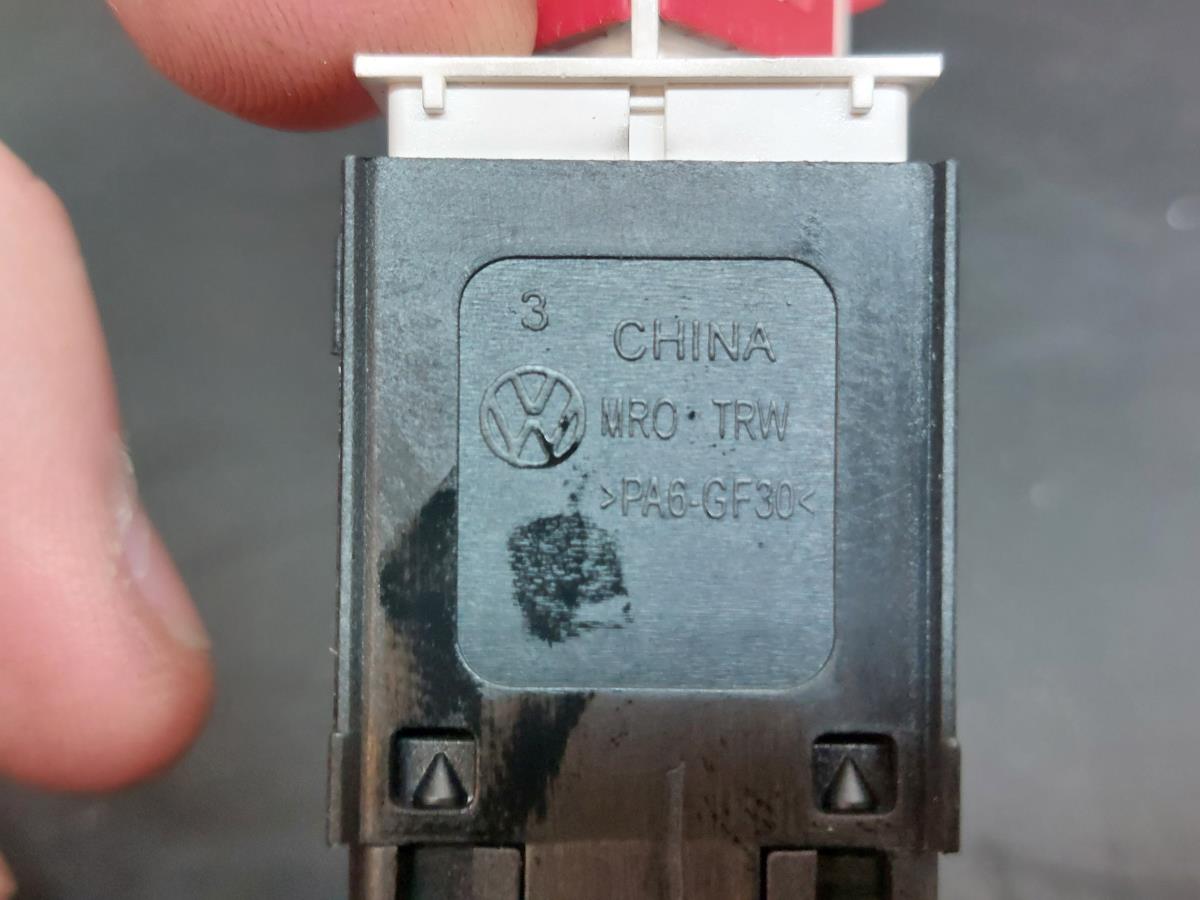 3
CHINA
MRO TRW
>PA6-GF30<